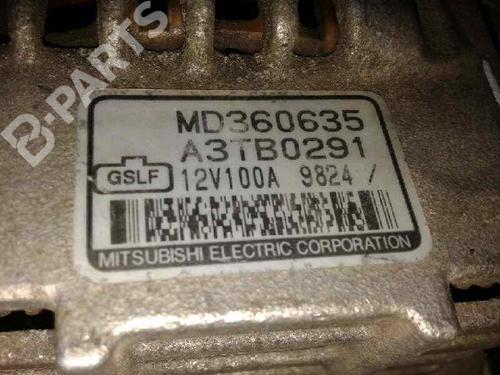 B-PARTS
MD360635
A3TB0291
GSLF 12V100A 9824 /
MITSUBISHI ELECTRIC CORPORATION